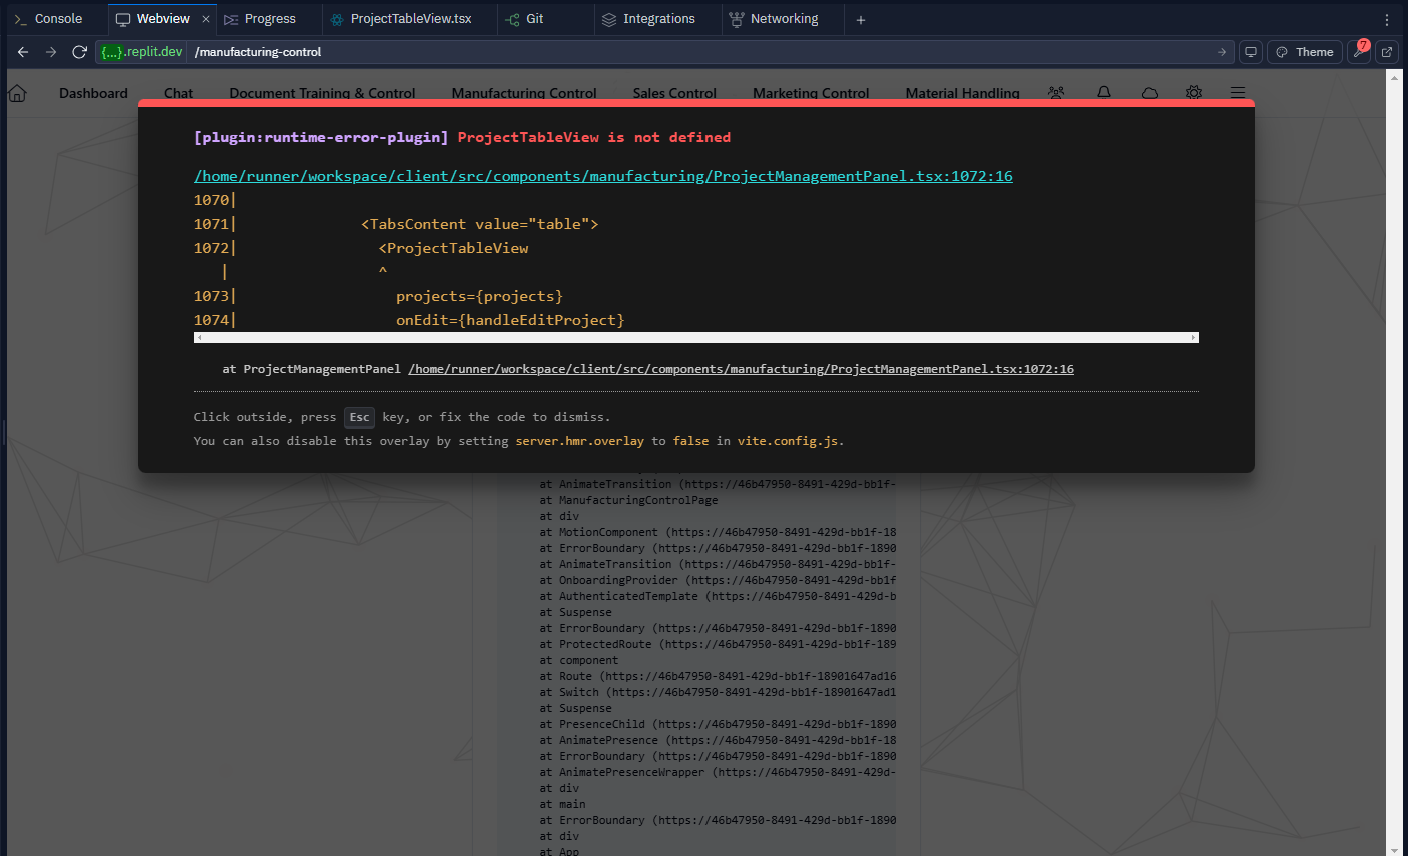 Console
Webview
Progress
ProjectTableView.tsx
Git
Integrations
Networking
{...}.replit.dev /manufacturing-control
Theme
7
Dashboard
Chat
Document Training & Control
Manufacturing Control
Sales Control
Marketing Control
Material Handling
[plugin:runtime-error-plugin] ProjectTableView is not defined
/home/runner/workspace/client/src/components/manufacturing/ProjectManagementPanel.tsx:1072:16
1070|
1071| <TabsContent value="table">
1072| <ProjectTableView
| ^
1073| projects={projects}
1074| onEdit={handleEditProject}
at ProjectManagementPanel /home/runner/workspace/client/src/components/manufacturing/ProjectManagementPanel.tsx:1072:16
Click outside, press Esc key, or fix the code to dismiss.
You can also disable this overlay by setting server.hmr.overlay to false in vite.config.js.
at AnimateTransition (https://46b47950-8491-429d-bb1f-
at ManufacturingControlPage
at div
at MotionComponent (https://46b47950-8491-429d-bb1f-18
at ErrorBoundary (https://46b47950-8491-429d-bb1f-1890
at AnimateTransition (https://46b47950-8491-429d-bb1f-
at OnboardingProvider (https://46b47950-8491-429d-bb1f
at AuthenticatedTemplate (https://46b47950-8491-429d-b
at Suspense
at ErrorBoundary (https://46b47950-8491-429d-bb1f-1890
at ProtectedRoute (https://46b47950-8491-429d-bb1f-189
at component
at Route (https://46b47950-8491-429d-bb1f-18901647ad16
at Switch (https://46b47950-8491-429d-bb1f-18901647ad1
at Suspense
at PresenceChild (https://46b47950-8491-429d-bb1f-1890
at AnimatePresence (https://46b47950-8491-429d-bb1f-18
at ErrorBoundary (https://46b47950-8491-429d-bb1f-1890
at AnimatePresenceWrapper (https://46b47950-8491-429d-
at div
at main
at ErrorBoundary (https://46b47950-8491-429d-bb1f-1890
at div
at App